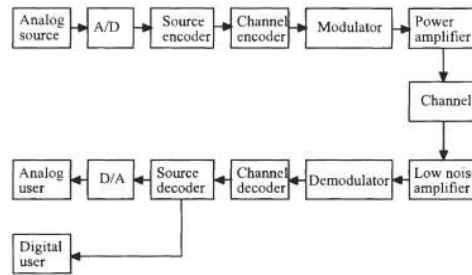 Analog
source
A/D
Source
encoder
Channel
encoder
Modulator
Power
amplifier
Channel
Analog
user
D/A
Source
decoder
Channel
decoder
Demodulator
Low noise
amplifier
Digital
user